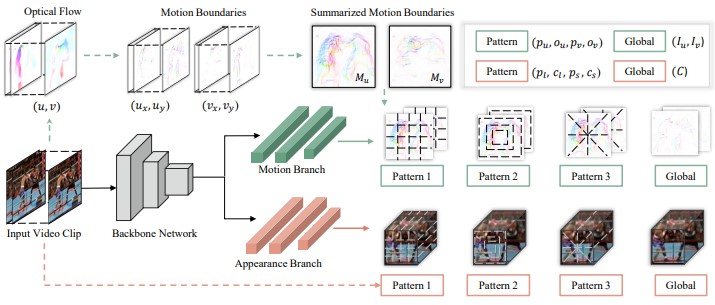 Optical Flow
Motion Boundaries
Summarized Motion Boundaries
(u, v)
(u_x, u_y)
(v_x, v_y)
M_u
M_v
Pattern (p_u, o_u, p_v, o_v) Global (I_u, I_v)
Pattern (p_l, c_l, p_s, c_s) Global (C)
Motion Branch
Pattern 1
Pattern 2
Pattern 3
Global
Input Video Clip
Backbone Network
Appearance Branch
Pattern 1
Pattern 2
Pattern 3
Global